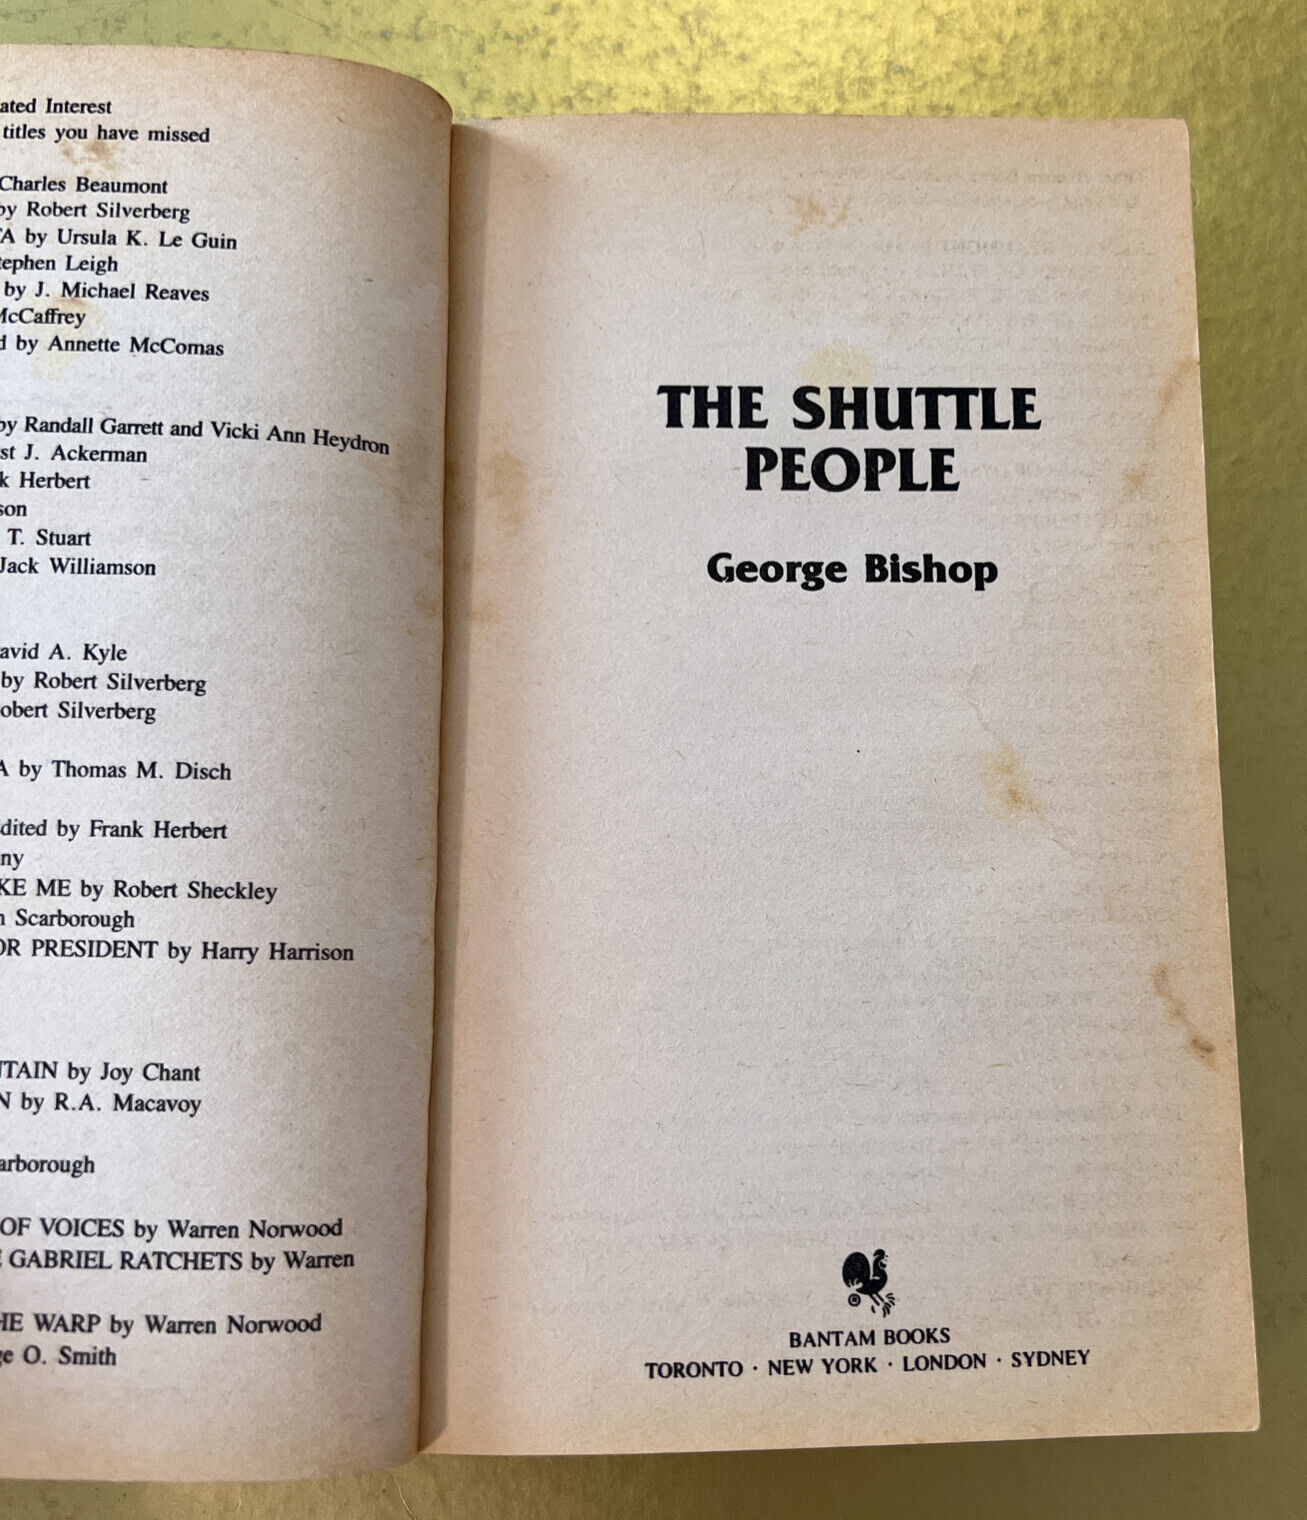 ated Interest
titles you have missed
Charles Beaumont
by Robert Silverberg
TA by Ursula K. Le Guin
tephen Leigh
by J. Michael Reaves
McCaffrey
d by Annette McComas
by Randall Garrett and Vicki Ann Heydron
st J. Ackerman
k Herbert
son
T. Stuart
Jack Williamson
avid A. Kyle
by Robert Silverberg
obert Silverberg
A by Thomas M. Disch
dited by Frank Herbert
ny
KE ME by Robert Sheckley
n Scarborough
OR PRESIDENT by Harry Harrison
NTAIN by Joy Chant
N by R.A. Macavoy
arborough
OF VOICES by Warren Norwood
E GABRIEL RATCHETS by Warren
HE WARP by Warren Norwood
ge O. Smith
THE SHUTTLE
PEOPLE
George Bishop
BANTAM BOOKS
TORONTO · NEW YORK · LONDON · SYDNEY